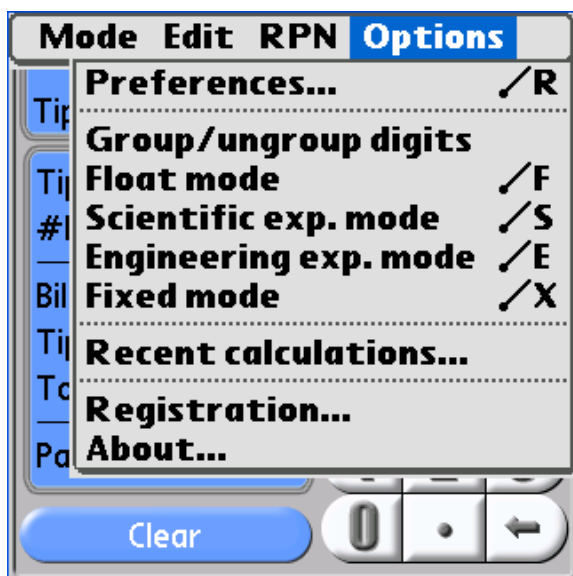 Mode Edit RPN Options
Preferences... /R
Group/ungroup digits
Float mode /F
Scientific exp. mode /S
Engineering exp. mode /E
Fixed mode /X
Recent calculations...
Registration...
About...
Clear
0 . ←